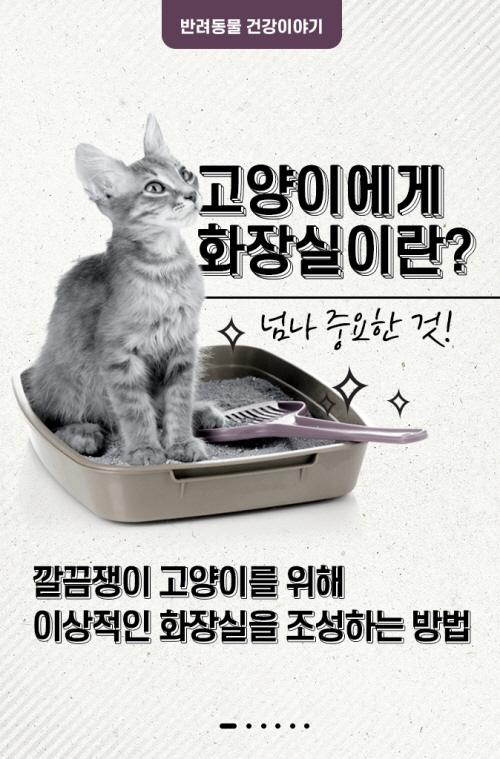 반려동물 건강이야기
고양이에게
화장실이란?
넘나 중요한 것!
깔끔쟁이 고양이를 위해
이상적인 화장실을 조성하는 방법